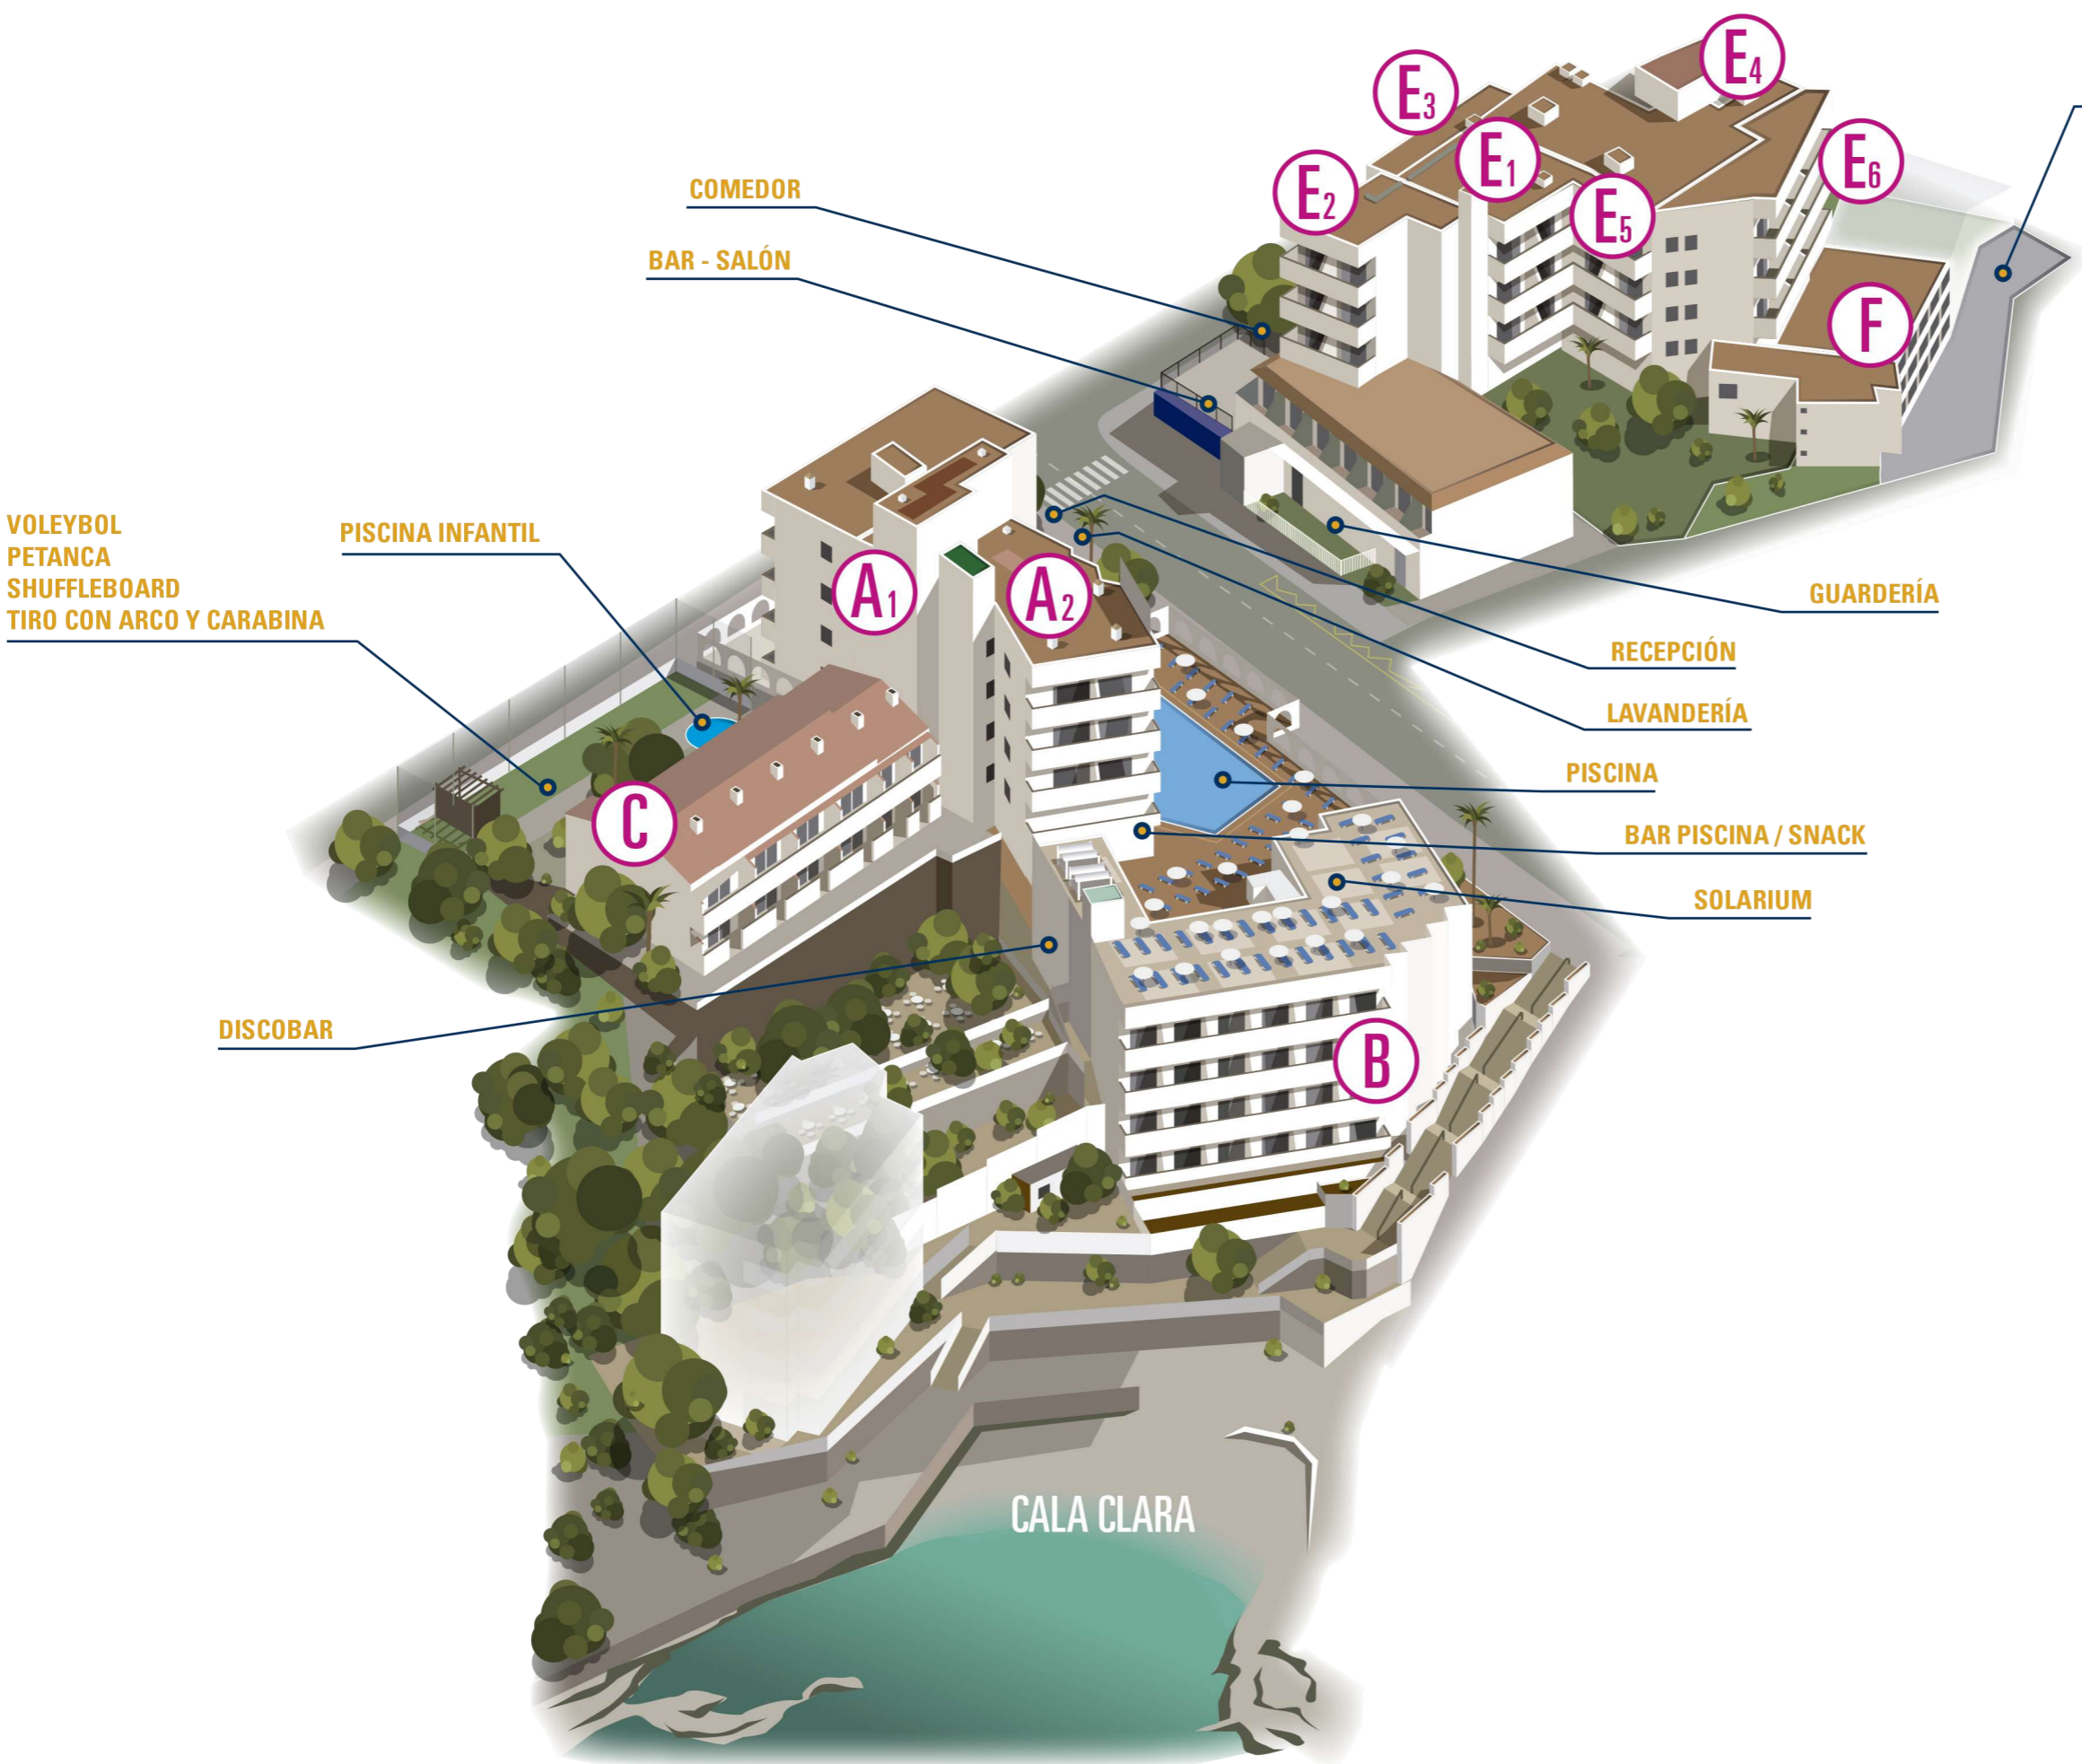 E4
E3
E1
E6
E2
E5
COMEDOR
BAR - SALÓN
F
VOLEYBOL
PETANCA
SHUFFLEBOARD
TIRO CON ARCO Y CARABINA
PISCINA INFANTIL
A1
A2
GUARDERÍA
RECEPCIÓN
LAVANDERÍA
PISCINA
C
BAR PISCINA / SNACK
SOLARIUM
DISCOBAR
B
CALA CLARA